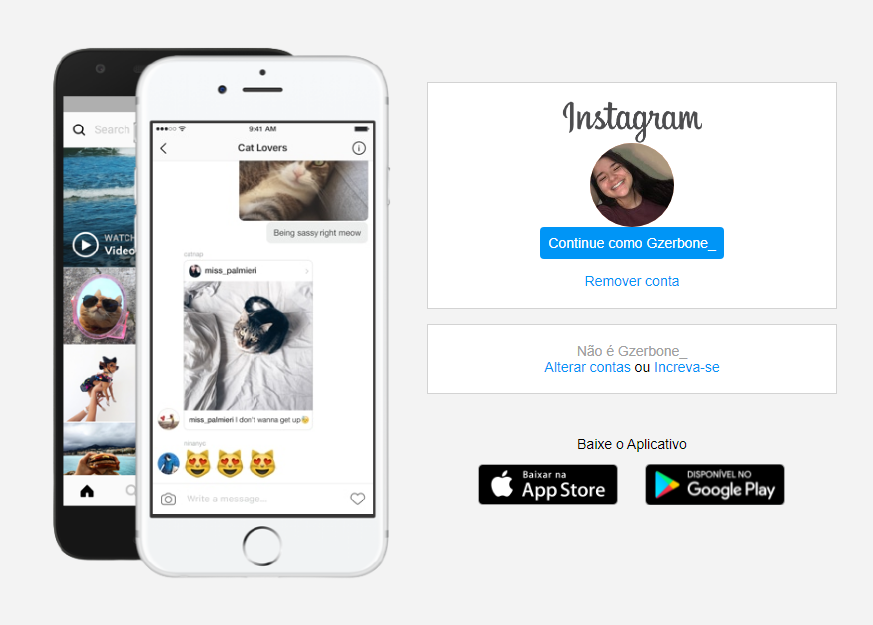 Search
WATCH
Video
9:41 AM
Cat Lovers
Being sassy right meow
catnap
miss_palmieri
miss_palmieri I don't wanna get up
nnanyc
Write a message...
Instagram
Continue como Gzerbone_
Remover conta
Não é Gzerbone_
Alterar contas ou Increva-se
Baixe o Aplicativo
Baixar na
App Store
DISPONÍVEL NO
Google Play